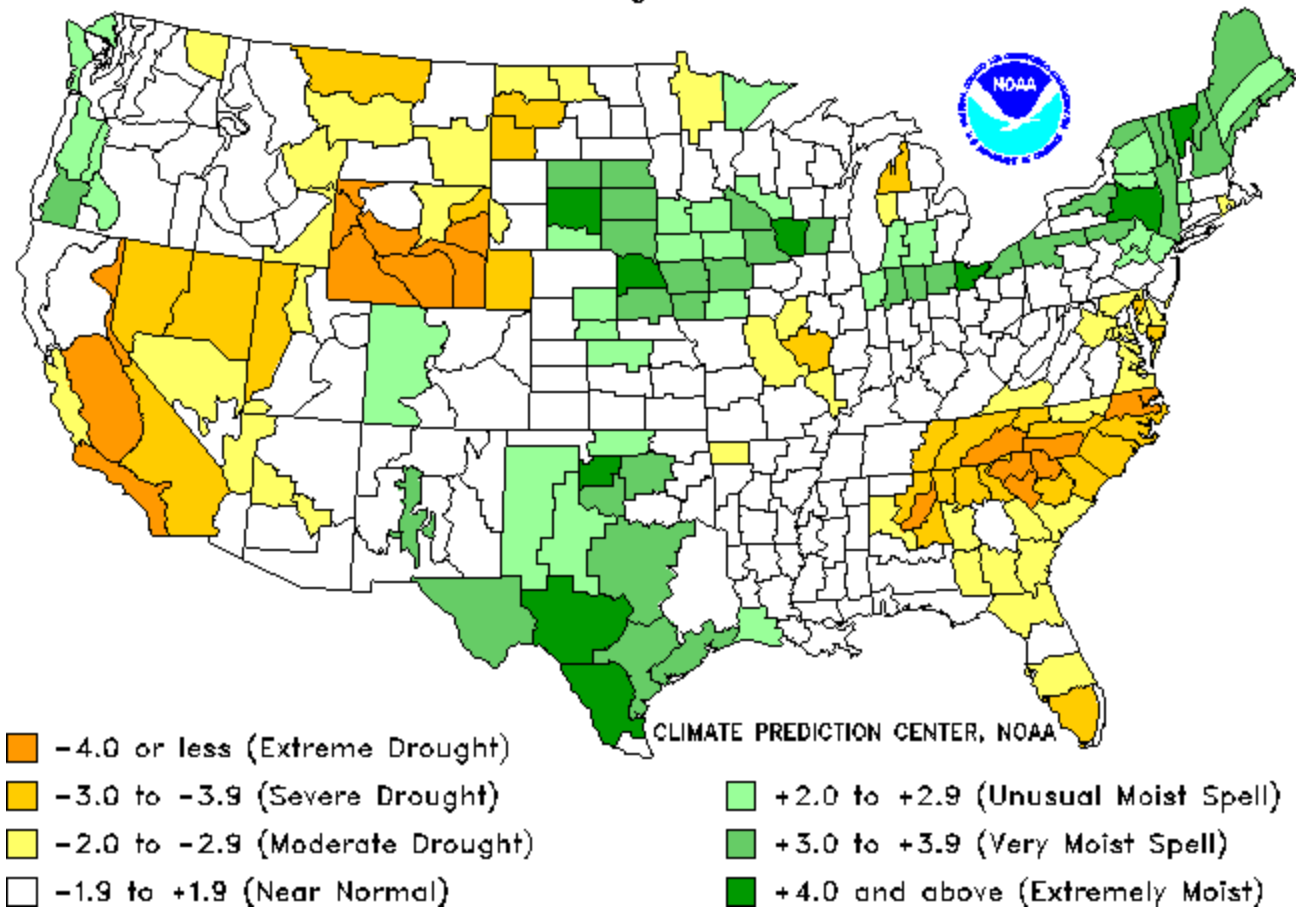 NOAA
CLIMATE PREDICTION CENTER, NOAA
-4.0 or less (Extreme Drought)
-3.0 to -3.9 (Severe Drought)
-2.0 to -2.9 (Moderate Drought)
-1.9 to +1.9 (Near Normal)
+2.0 to +2.9 (Unusual Moist Spell)
+3.0 to +3.9 (Very Moist Spell)
+4.0 and above (Extremely Moist)